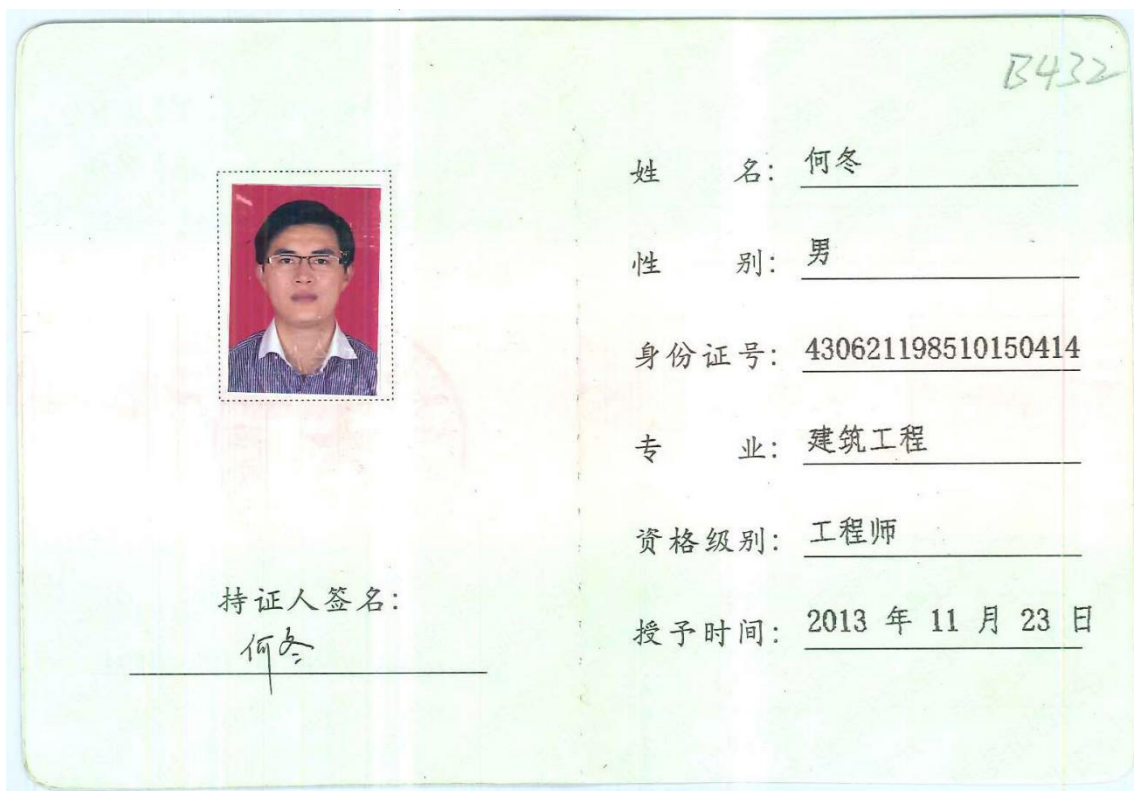 B432
姓 名: 何冬
性 别: 男
身份证号: 430621198510150414
专 业: 建筑工程
资格级别: 工程师
授予时间: 2013 年 11 月 23 日
持证人签名:
何冬